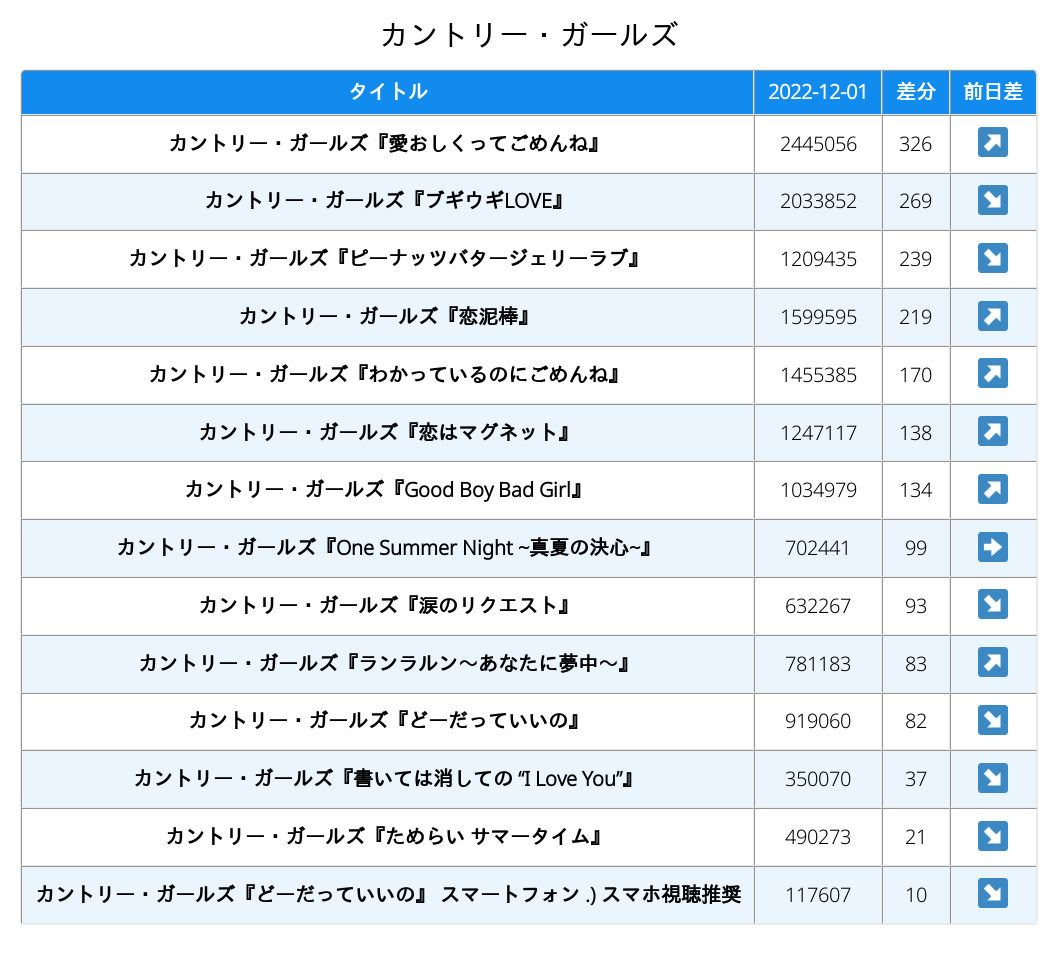 カントリー・ガールズ
タイトル 2022-12-01 差分 前日差
カントリー・ガールズ『愛おしくってごめんね』 2445056 326 ↗
カントリー・ガールズ『ブギウギLOVE』 2033852 269 ↘
カントリー・ガールズ『ピーナッツバタージェリーラブ』 1209435 239 ↘
カントリー・ガールズ『恋泥棒』 1599595 219 ↗
カントリー・ガールズ『わかっているのにごめんね』 1455385 170 ↗
カントリー・ガールズ『恋はマグネット』 1247117 138 ↗
カントリー・ガールズ『Good Boy Bad Girl』 1034979 134 ↗
カントリー・ガールズ『One Summer Night ~真夏の決心~』 702441 99 ➡
カントリー・ガールズ『涙のリクエスト』 632267 93 ↘
カントリー・ガールズ『ランラルン～あなたに夢中～』 781183 83 ↗
カントリー・ガールズ『どーだっていいの』 919060 82 ↘
カントリー・ガールズ『書いては消しての “I Love You”』 350070 37 ↘
カントリー・ガールズ『ためらい サマータイム』 490273 21 ↘
カントリー・ガールズ『どーだっていいの』 スマートフォン .) スマホ視聴推奨 117607 10 ↘